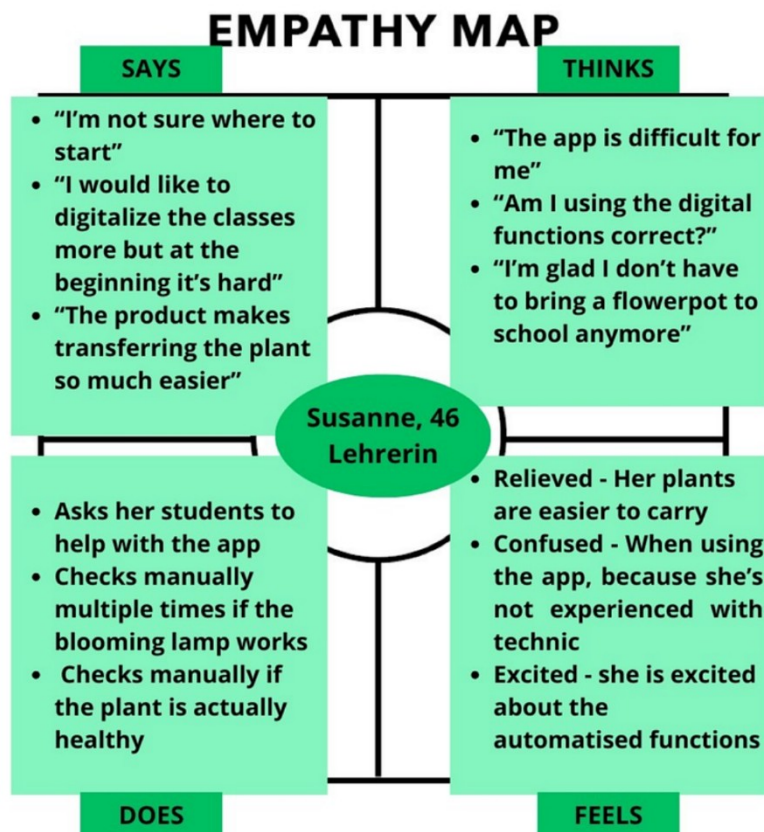 EMPATHY MAP
SAYS
• “I’m not sure where to
start”
• “I would like to
digitalize the classes
more but at the
beginning it’s hard”
• “The product makes
transferring the plant
so much easier”
THINKS
• “The app is difficult for
me”
• “Am I using the digital
functions correct?”
• “I’m glad I don’t have
to bring a flowerpot to
school anymore”
Susanne, 46
Lehrerin
• Asks her students to
help with the app
• Checks manually
multiple times if the
blooming lamp works
• Checks manually if
the plant is actually
healthy
DOES
• Relieved - Her plants
are easier to carry
• Confused - When using
the app, because she’s
not experienced with
technic
• Excited - she is excited
about the
automatised functions
FEELS